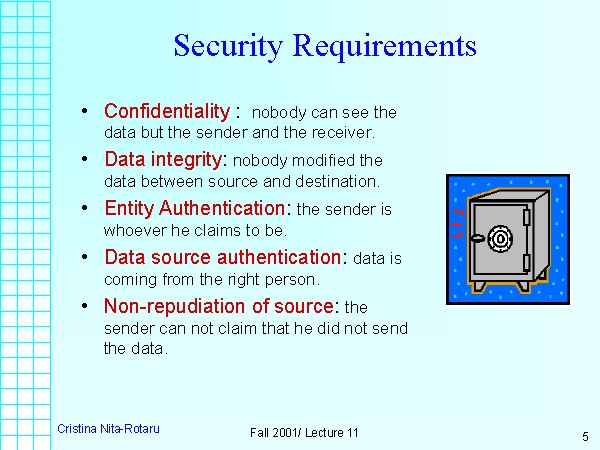 Security Requirements
• Confidentiality : nobody can see the
data but the sender and the receiver.
• Data integrity: nobody modified the
data between source and destination.
• Entity Authentication: the sender is
whoever he claims to be.
• Data source authentication: data is
coming from the right person.
• Non-repudiation of source: the
sender can not claim that he did not send
the data.
Cristina Nita-Rotaru
Fall 2001/ Lecture 11
5